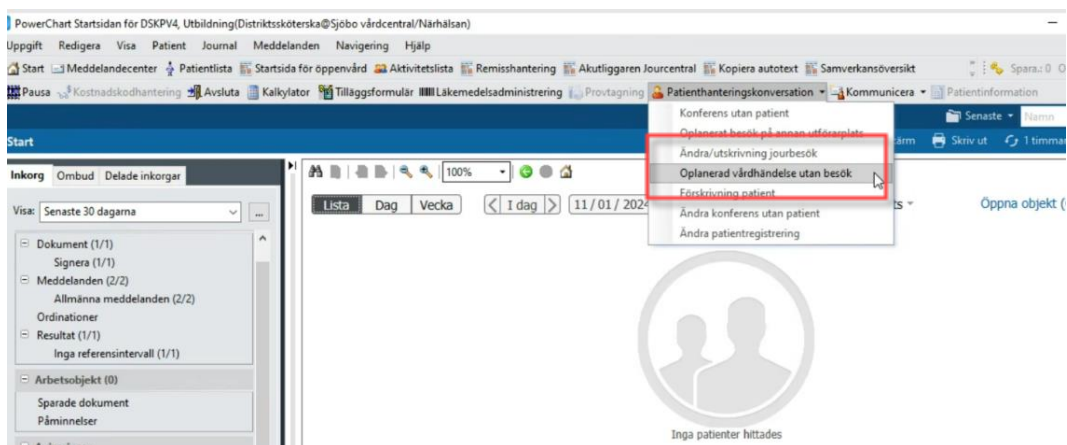 PowerChart Startsidan för DSKPV4, Utbildning(Distriktssköterska@Sjöbo vårdcentral/Närhälsan)
Uppgift Redigera Visa Patient Journal Meddelanden Navigering Hjälp
Start Meddelandecenter Patientlista Startsida för öppenvård Aktivitetslista Remisshantering Akutliggaren Jourcentral Kopiera autotext Samverkansöversikt Spara.: 0
Pausa Kostnadskodhantering Avsluta Kalkylator Tilläggsformulär Läkemedelsadministrering Provtagning Patienthanteringskonversation Kommunicera Patientinformation
Konferens utan patient
Senaste Namn
Oplanerat besök på annan utförarplats
Start
Ändra/utskrivning jourbesök
ärm Skriv ut 1 timmar
Inkorg Ombud Delade inkorgar
100%
Oplanerad vårdhändelse utan besök
Förskrivning patient
Visa: Senaste 30 dagarna ...
Lista Dag Vecka I dag 11/01/2024
ts Öppna objekt (
Ändra konferens utan patient
Ändra patientregistrering
Dokument (1/1)
Signera (1/1)
Meddelanden (2/2)
Allmänna meddelanden (2/2)
Ordinationer
Resultat (1/1)
Inga referensintervall (1/1)
Arbetsobjekt (0)
Sparade dokument
Påminnelser
Inga patienter hittades